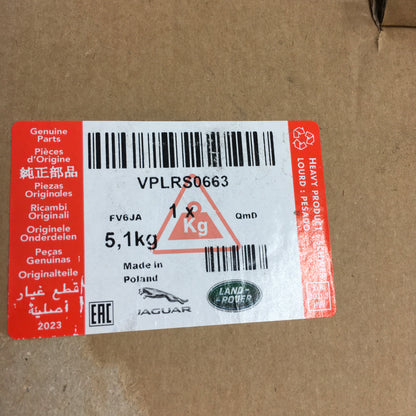 Genuine
Parts
Pièces
d'Origine
純正部品
Piezas
Originales
Ricambi
Originali
Originele
Onderdelen
Peças
Genuinas
Originalteile
قطع غيار
أصلية
2023
VPLRS0663
FV6JA
1 x
QmD
5,1kg
Kg
Made in
Poland
EAC
JAGUAR
LAND-
-ROVER
HEAVY PRODUCT
LOURD : PESADO